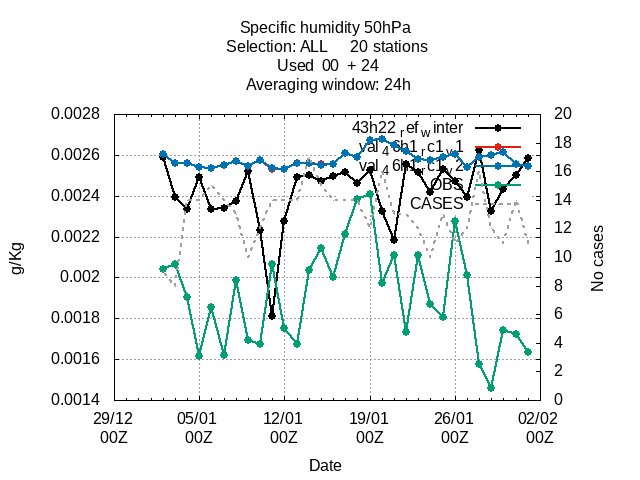 Specific humidity 50hPa
Selection: ALL 20 stations
Used 00 + 24
Averaging window: 24h
0.0028
0.0026
0.0024
0.0022
0.002
0.0018
0.0016
0.0014
g/Kg
20
18
16
14
12
10
8
6
4
2
0
No cases
43h22_ref_winter
val_46h1_rc1_v1
val_46h1_rc1_v2
OBS
CASES
29/12 00Z
05/01 00Z
12/01 00Z
19/01 00Z
26/01 00Z
02/02 00Z
Date